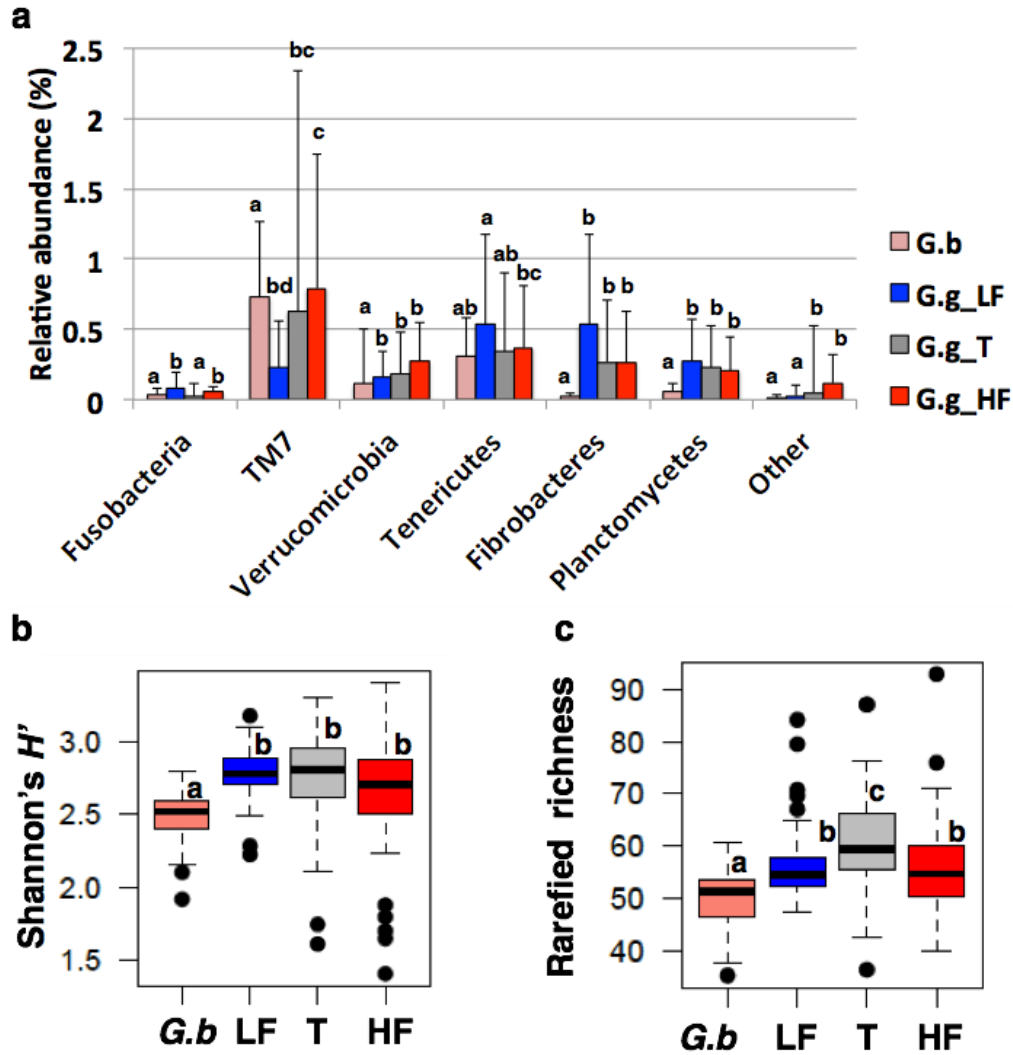 a
Relative abundance (%)
2.5
2
1.5
1
0.5
0
a b a b
a bd bc c
a b b b
ab a ab bc
a b b b
a b b b
a a b b
Fusobacteria
TM7
Verrucomicrobia
Tenericutes
Fibrobacteres
Planctomycetes
Other
G.b
G.g_LF
G.g_T
G.g_HF
b
Shannon's H'
3.0
2.5
2.0
1.5
a b b b
G.b LF T HF
c
Rarefied richness
90
80
70
60
50
40
a b c b
G.b LF T HF